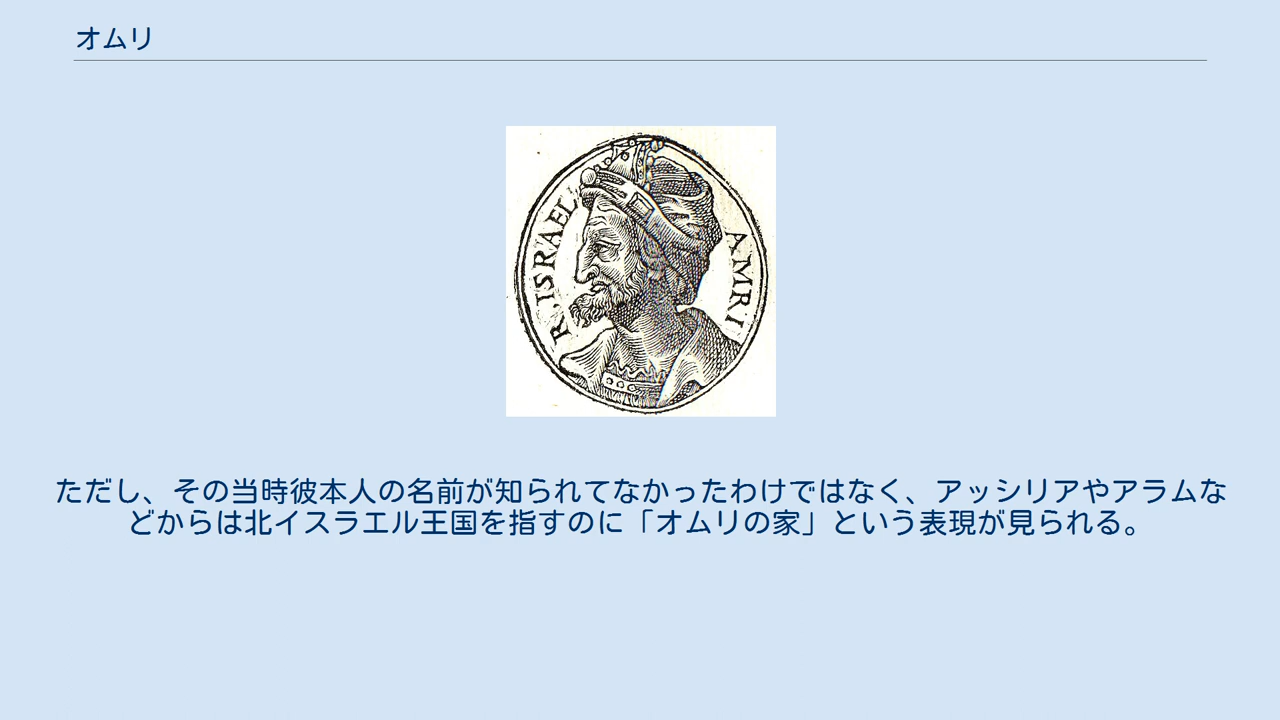 オムリ
R. ISRAEL
AMRI
ただし、その当時彼本人の名前が知られてなかったわけではなく、アッシリアやアラムな
どからは北イスラエル王国を指すのに「オムリの家」という表現が見られる。